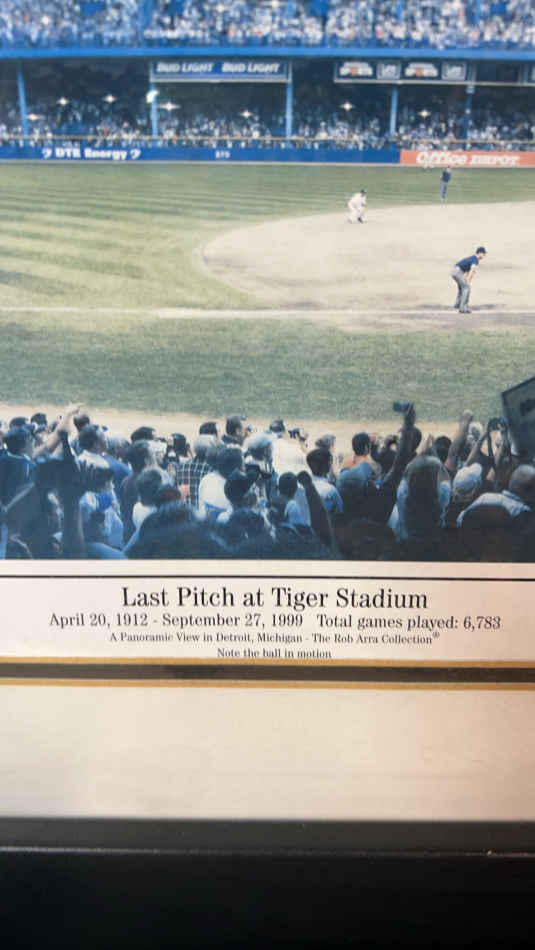 BUD LIGHT BUD LIGHT
DTE Energy
375
Office DEPOT
Last Pitch at Tiger Stadium
April 20, 1912 - September 27, 1999 Total games played: 6,783
A Panoramic View in Detroit, Michigan - The Rob Arra Collection®
Note the ball in motion